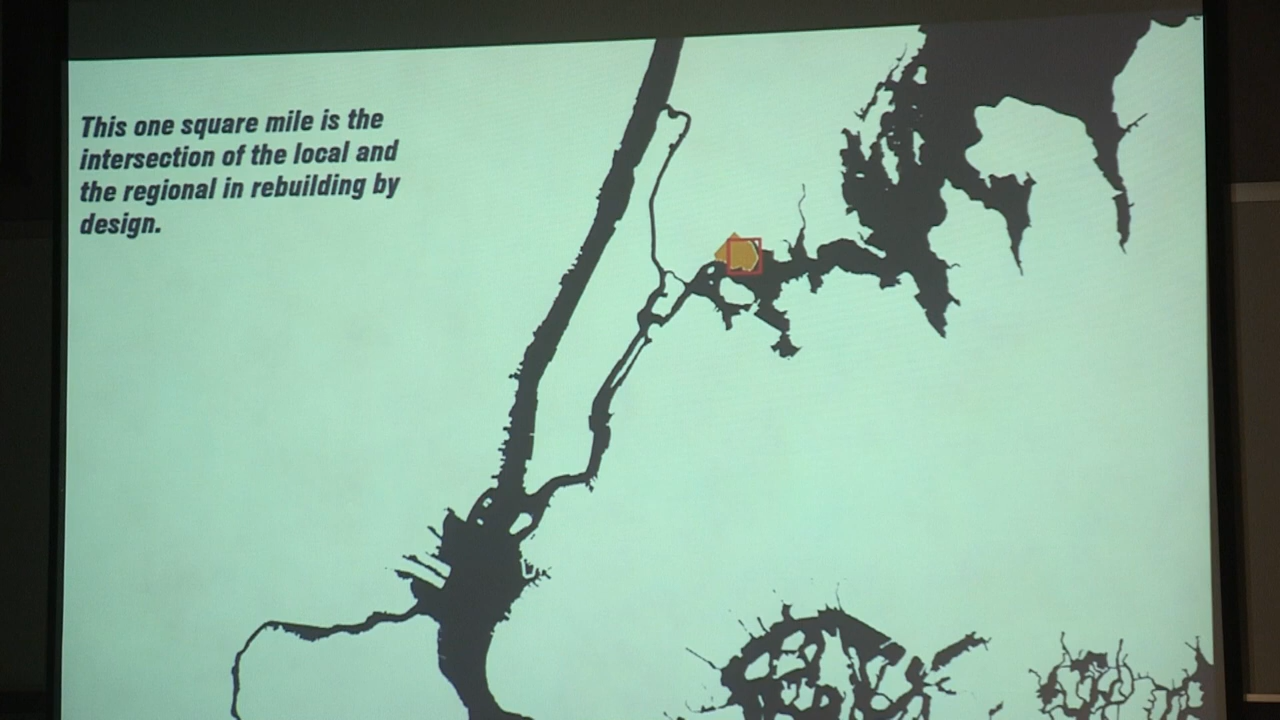 This one square mile is the
intersection of the local and
the regional in rebuilding by
design.